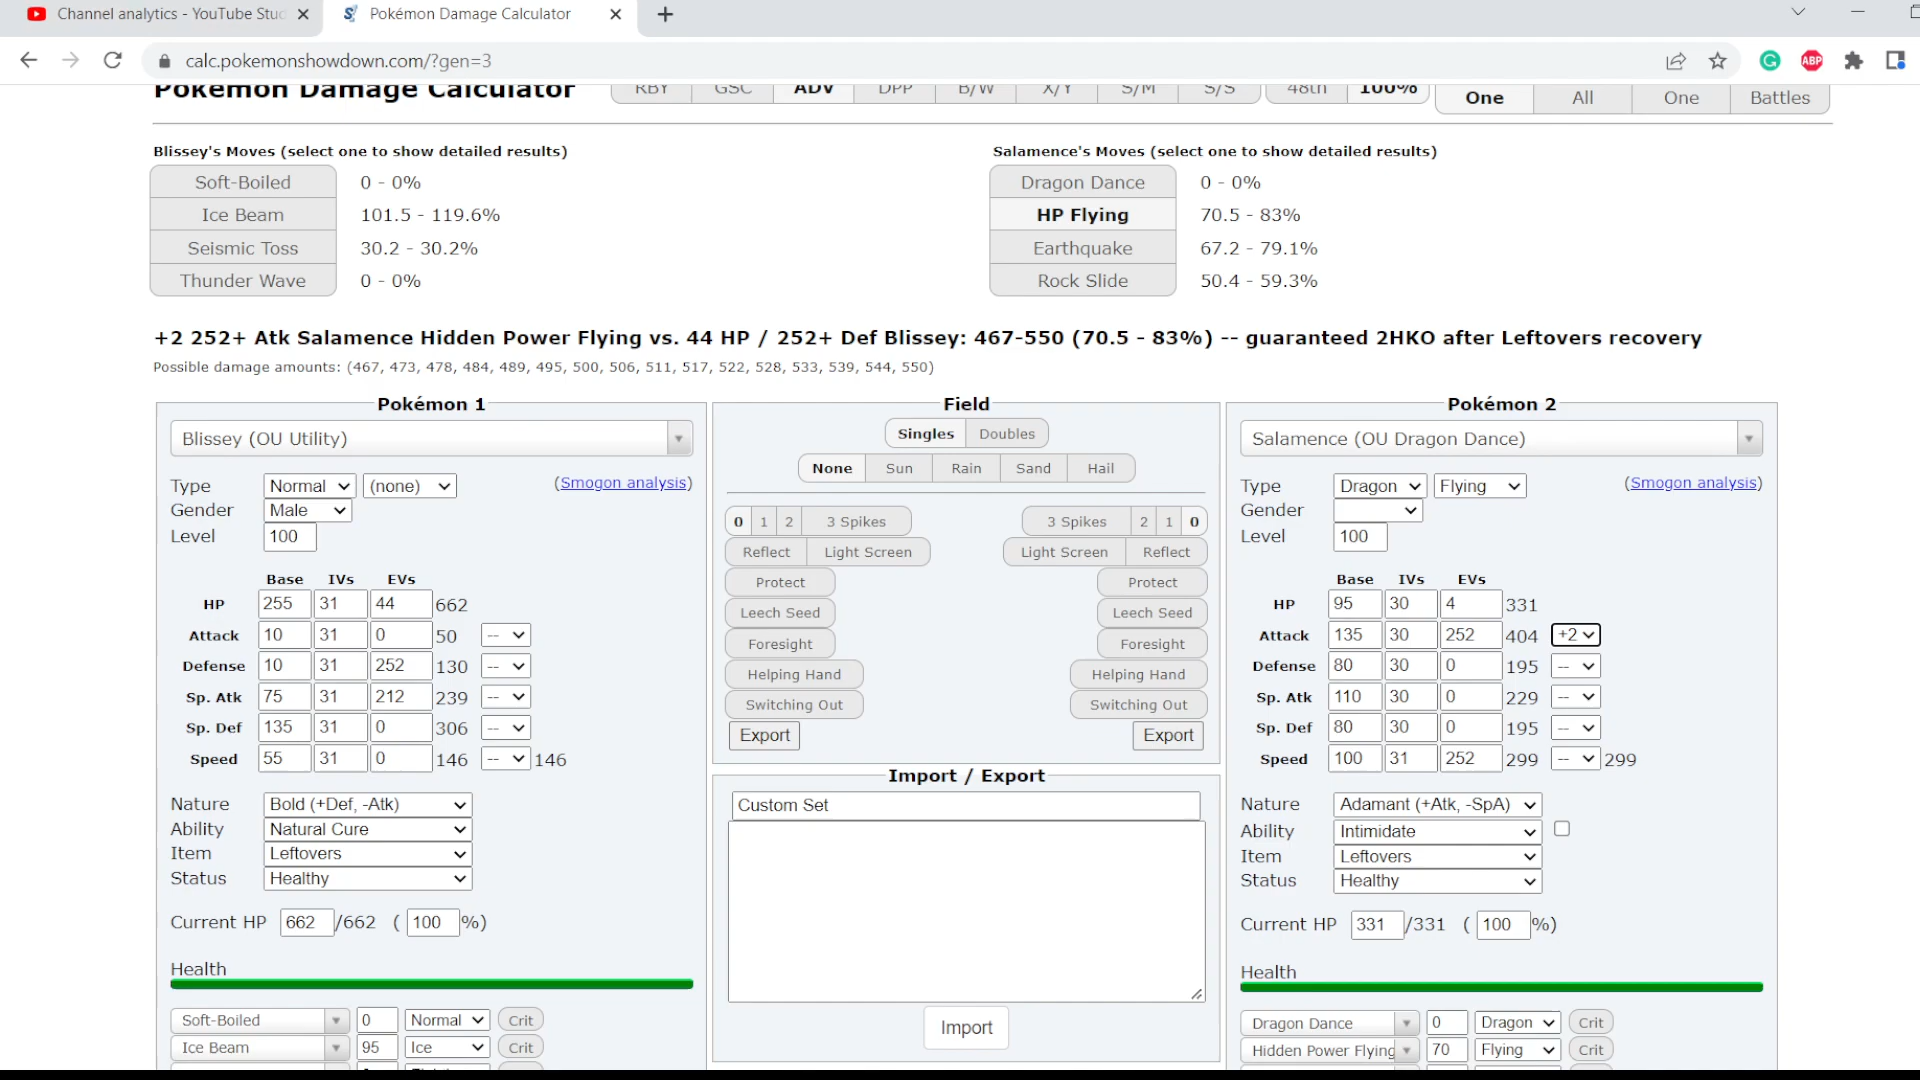 Channel analytics - YouTube Stud
Pokémon Damage Calculator
calc.pokemonshowdown.com/?gen=3
ABP
Pokémon Damage Calculator
RBY GSC ADV DPP B/W X/Y S/M S/S 48th 100% One All One Battles
Blissey's Moves (select one to show detailed results)
Soft-Boiled 0 - 0%
Ice Beam 101.5 - 119.6%
Seismic Toss 30.2 - 30.2%
Thunder Wave 0 - 0%
Salamence's Moves (select one to show detailed results)
Dragon Dance 0 - 0%
HP Flying 70.5 - 83%
Earthquake 67.2 - 79.1%
Rock Slide 50.4 - 59.3%
+2 252+ Atk Salamence Hidden Power Flying vs. 44 HP / 252+ Def Blissey: 467-550 (70.5 - 83%) -- guaranteed 2HKO after Leftovers recovery
Possible damage amounts: (467, 473, 478, 484, 489, 495, 500, 506, 511, 517, 522, 528, 533, 539, 544, 550)
Pokémon 1
Blissey (OU Utility)
Type Normal (none) (Smogon analysis)
Gender Male
Level 100
Base IVs EVs
HP 255 31 44 662
Attack 10 31 0 50 --
Defense 10 31 252 130 --
Sp. Atk 75 31 212 239 --
Sp. Def 135 31 0 306 --
Speed 55 31 0 146 -- 146
Nature Bold (+Def, -Atk)
Ability Natural Cure
Item Leftovers
Status Healthy
Current HP 662 /662 ( 100 %)
Health
Soft-Boiled 0 Normal Crit
Ice Beam 95 Ice Crit
Field
Singles Doubles
None Sun Rain Sand Hail
0 1 2 3 Spikes 3 Spikes 2 1 0
Reflect Light Screen Light Screen Reflect
Protect Protect
Leech Seed Leech Seed
Foresight Foresight
Helping Hand Helping Hand
Switching Out Switching Out
Export Export
Import / Export
Custom Set
Import
Pokémon 2
Salamence (OU Dragon Dance)
Type Dragon Flying (Smogon analysis)
Gender
Level 100
Base IVs EVs
HP 95 30 4 331
Attack 135 30 252 404 +2
Defense 80 30 0 195 --
Sp. Atk 110 30 0 229 --
Sp. Def 80 30 0 195 --
Speed 100 31 252 299 -- 299
Nature Adamant (+Atk, -SpA)
Ability Intimidate
Item Leftovers
Status Healthy
Current HP 331 /331 ( 100 %)
Health
Dragon Dance 0 Dragon Crit
Hidden Power Flying 70 Flying Crit